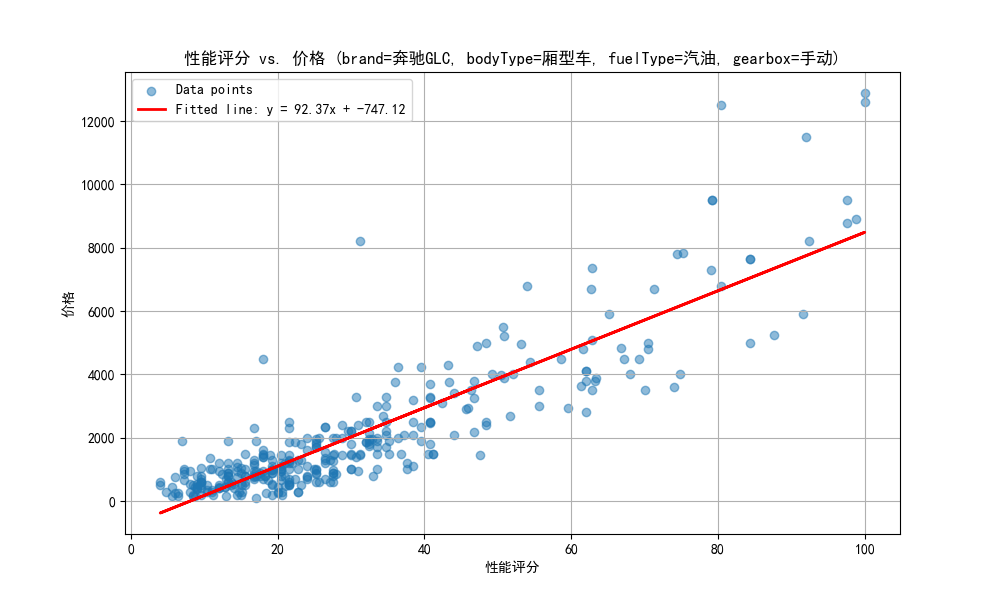 性能评分 vs. 价格 (brand=奔驰GLC, bodyType=厢型车, fuelType=汽油, gearbox=手动)
Data points
Fitted line: y = 92.37x + -747.12
12000
10000
8000
6000
4000
2000
0
价格
0 20 40 60 80 100
性能评分